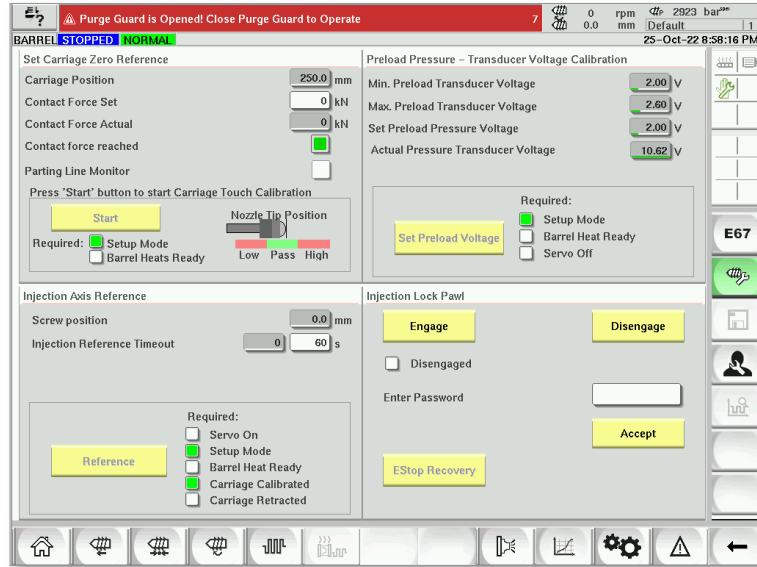 Purge Guard is Opened! Close Purge Guard to Operate 7
0 rpm 2923 bar
0.0 mm Default 1
BARREL STOPPED NORMAL 25-Oct-22 8:58:16 PM
Set Carriage Zero Reference
Carriage Position 250.0 mm
Contact Force Set 0 kN
Contact Force Actual 0 kN
Contact force reached
Parting Line Monitor
Press 'Start' button to start Carriage Touch Calibration
Start
Nozzle Tip Position
Required: Setup Mode
Barrel Heats Ready
Low Pass High
Preload Pressure - Transducer Voltage Calibration
Min. Preload Transducer Voltage 2.00 V
Max. Preload Transducer Voltage 2.60 V
Set Preload Pressure Voltage 2.00 V
Actual Pressure Transducer Voltage 10.62 V
Set Preload Voltage
Required:
Setup Mode
Barrel Heat Ready
Servo Off
Injection Axis Reference
Screw position 0.0 mm
Injection Reference Timeout 0 60 s
Reference
Required:
Servo On
Setup Mode
Barrel Heat Ready
Carriage Calibrated
Carriage Retracted
Injection Lock Pawl
Engage Disengage
Disengaged
Enter Password
Accept
EStop Recovery
E67